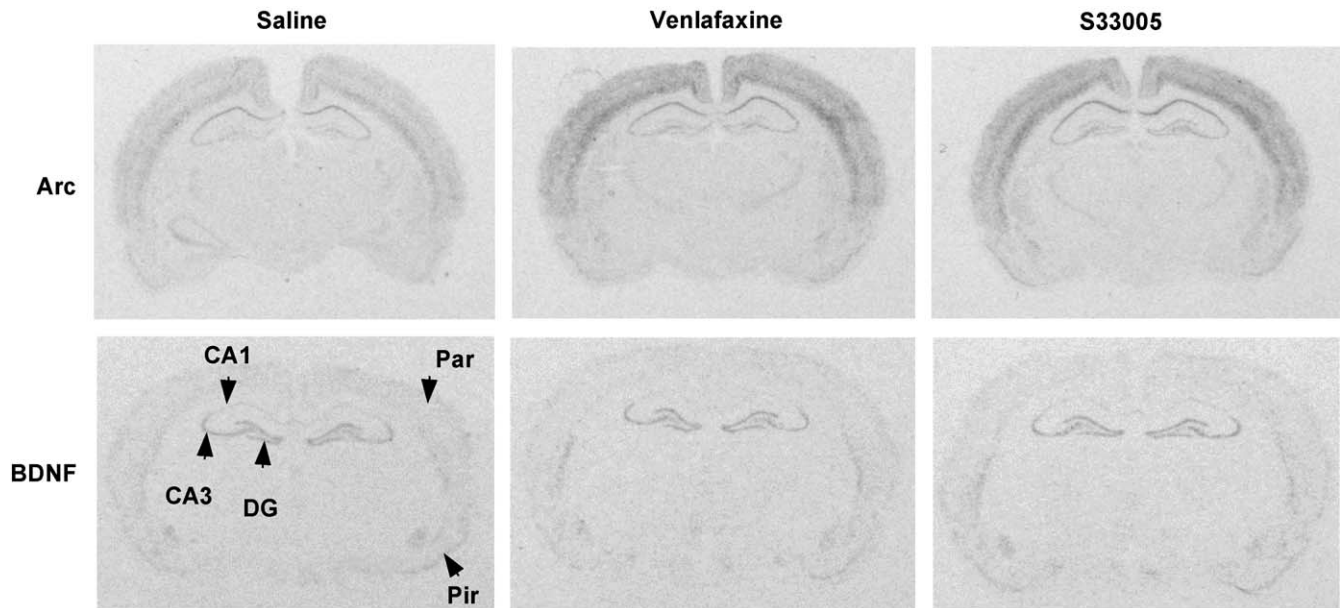 Saline Venlafaxine S33005
Arc
CA1 Par
BDNF
CA3 DG
Pir